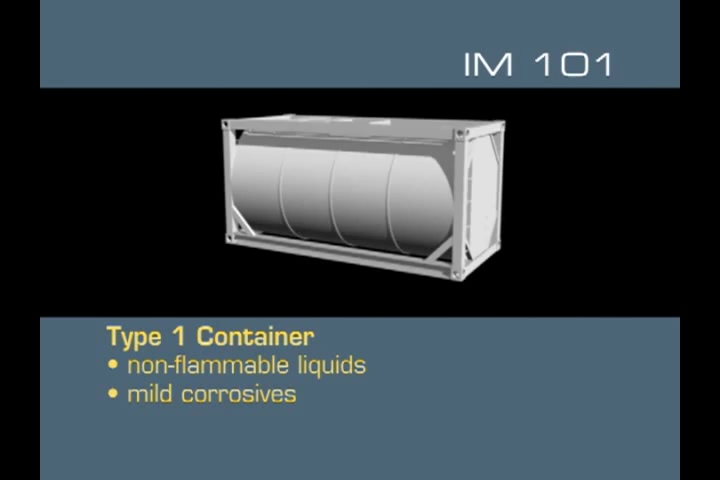 IM 101
Type 1 Container
• non-flammable liquids
• mild corrosives